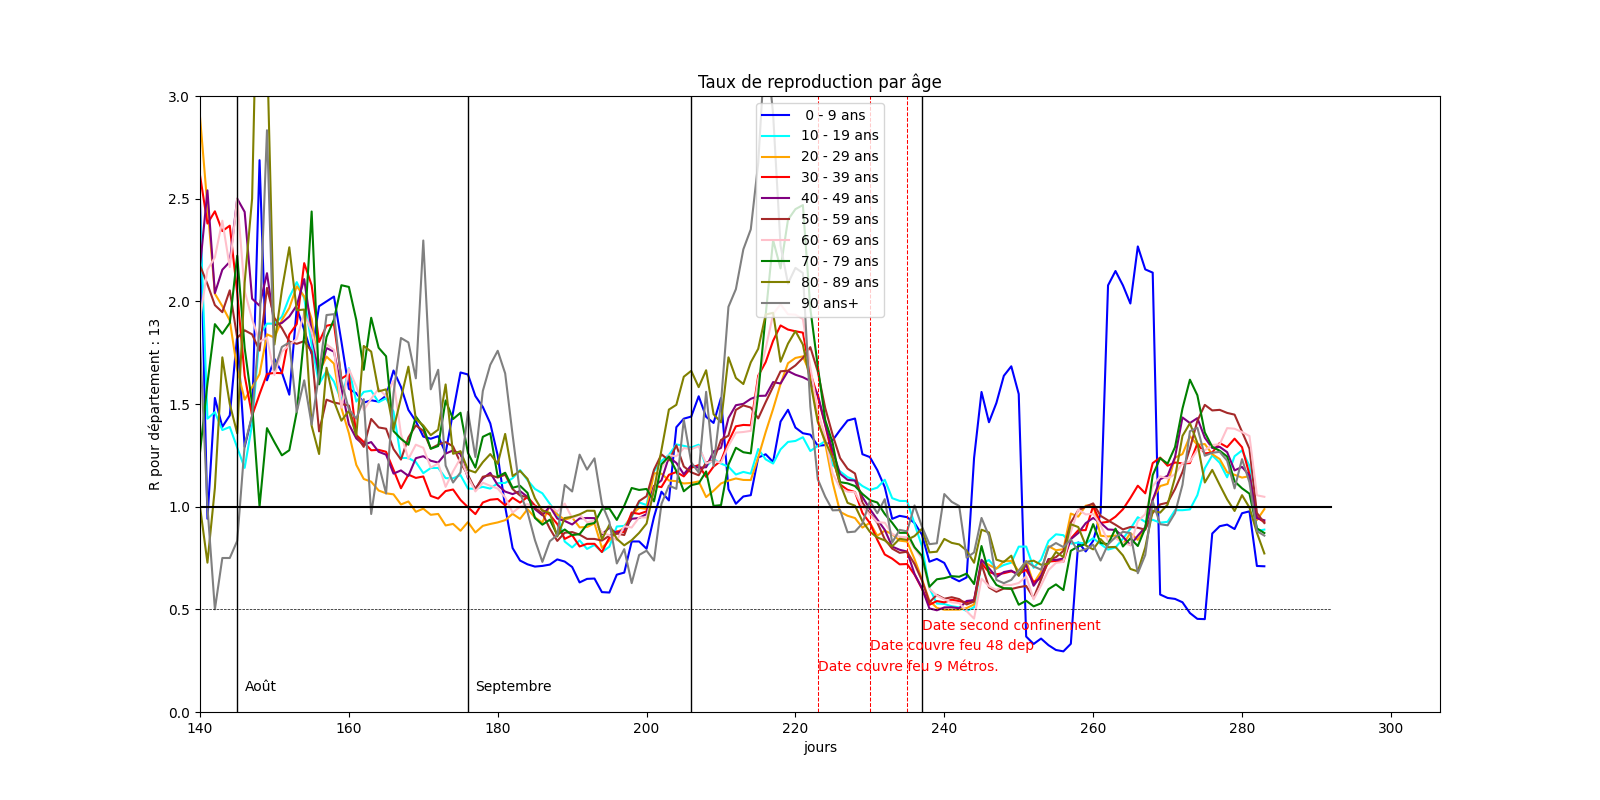 Taux de reproduction par âge
R pour département : 13
3.0
2.5
2.0
1.5
1.0
0.5
0.0
0 - 9 ans
10 - 19 ans
20 - 29 ans
30 - 39 ans
40 - 49 ans
50 - 59 ans
60 - 69 ans
70 - 79 ans
80 - 89 ans
90 ans+
Date second confinement
Date couvre feu 48 dep
Date couvre feu 9 Métros.
Août
Septembre
140 160 180 200 220 240 260 280 300
jours